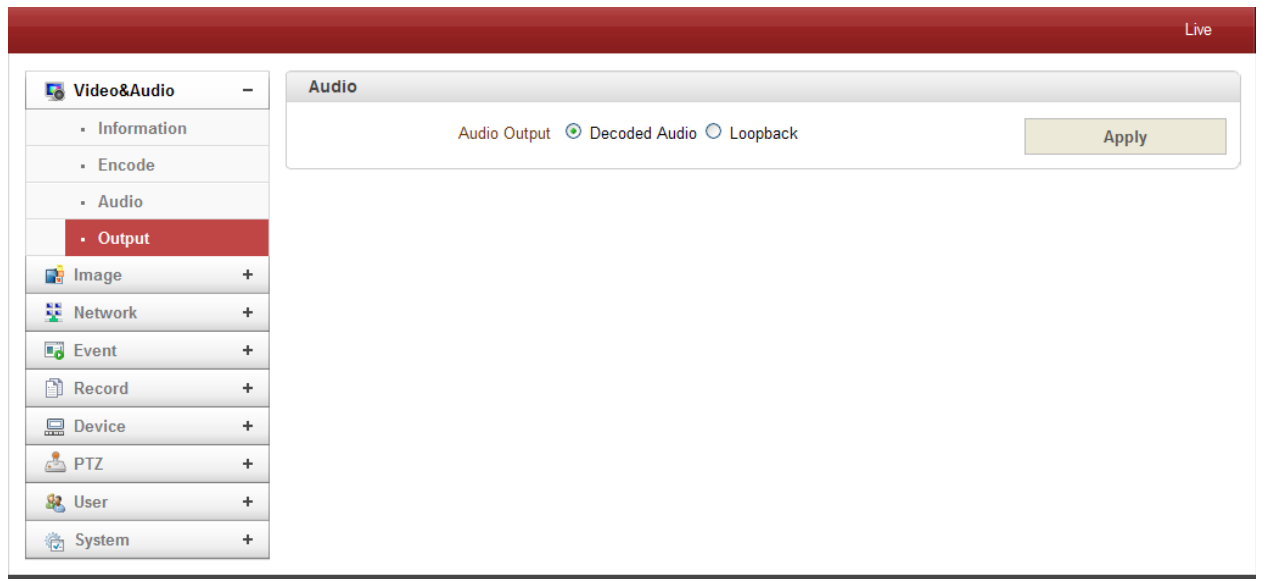 Live
Video&Audio
Information
Encode
Audio
Output
Image
Network
Event
Record
Device
PTZ
User
System
Audio
Audio Output Decoded Audio Loopback
Apply